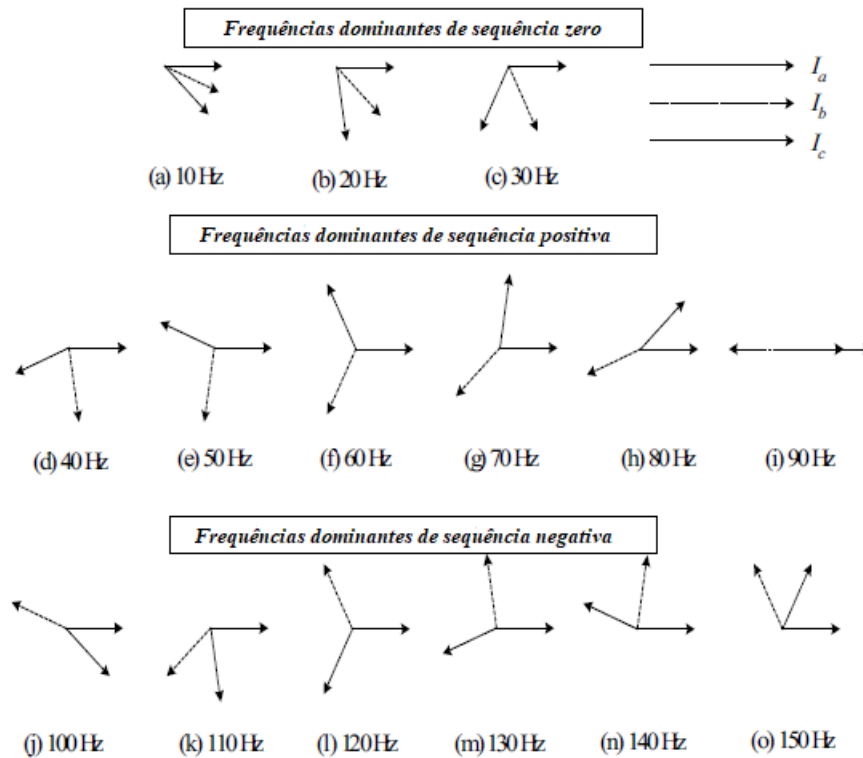 Frequências dominantes de sequência zero
I_a
I_b
I_c
(a) 10 Hz (b) 20 Hz (c) 30 Hz
Frequências dominantes de sequência positiva
(d) 40 Hz (e) 50 Hz (f) 60 Hz (g) 70 Hz (h) 80 Hz (i) 90 Hz
Frequências dominantes de sequência negativa
(j) 100 Hz (k) 110 Hz (l) 120 Hz (m) 130 Hz (n) 140 Hz (o) 150 Hz